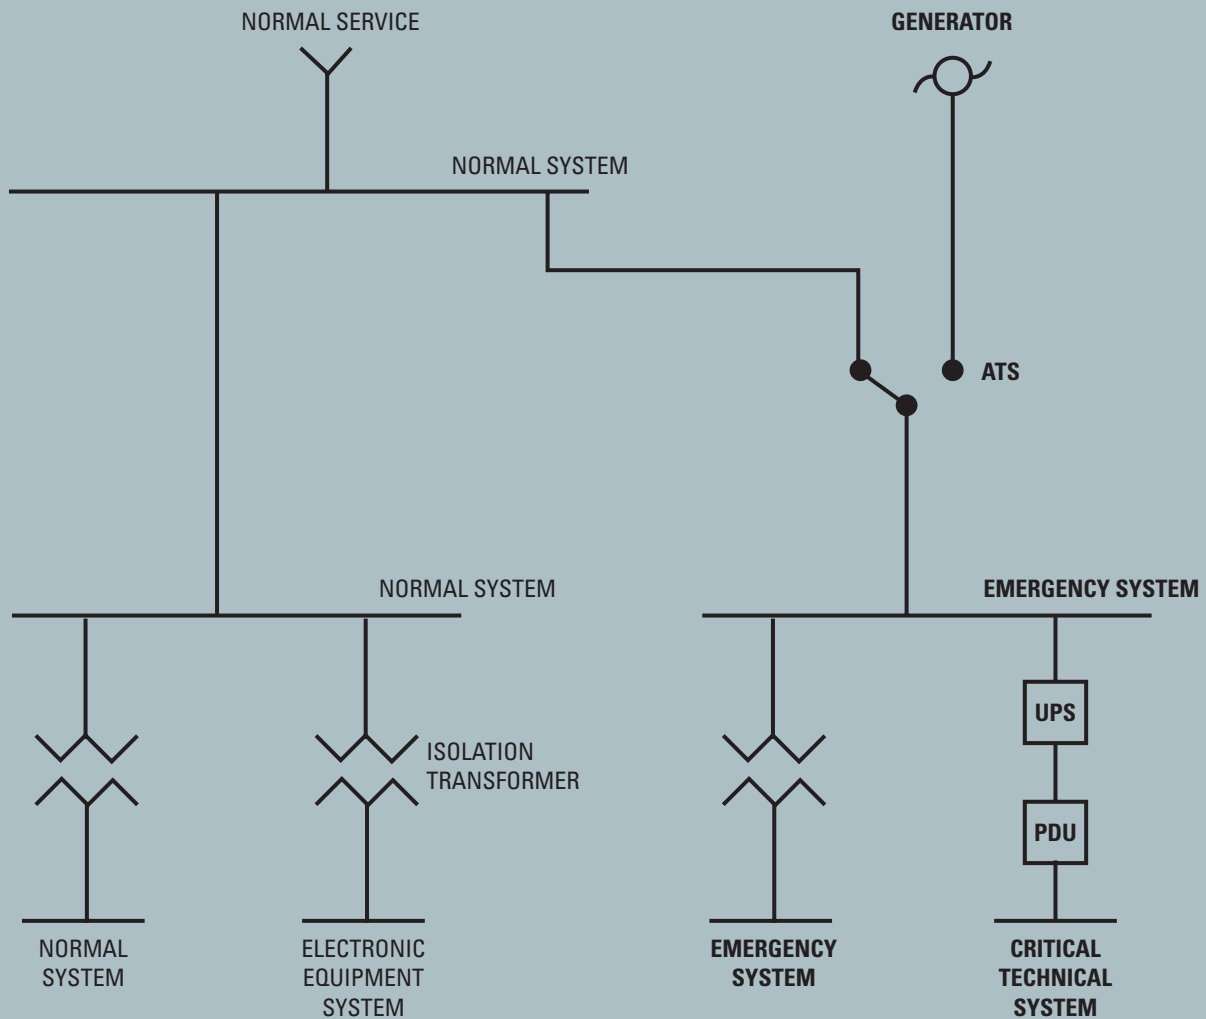 NORMAL SERVICE
GENERATOR
NORMAL SYSTEM
ATS
NORMAL SYSTEM
EMERGENCY SYSTEM
UPS
ISOLATION
TRANSFORMER
PDU
NORMAL
SYSTEM
ELECTRONIC
EQUIPMENT
SYSTEM
EMERGENCY
SYSTEM
CRITICAL
TECHNICAL
SYSTEM